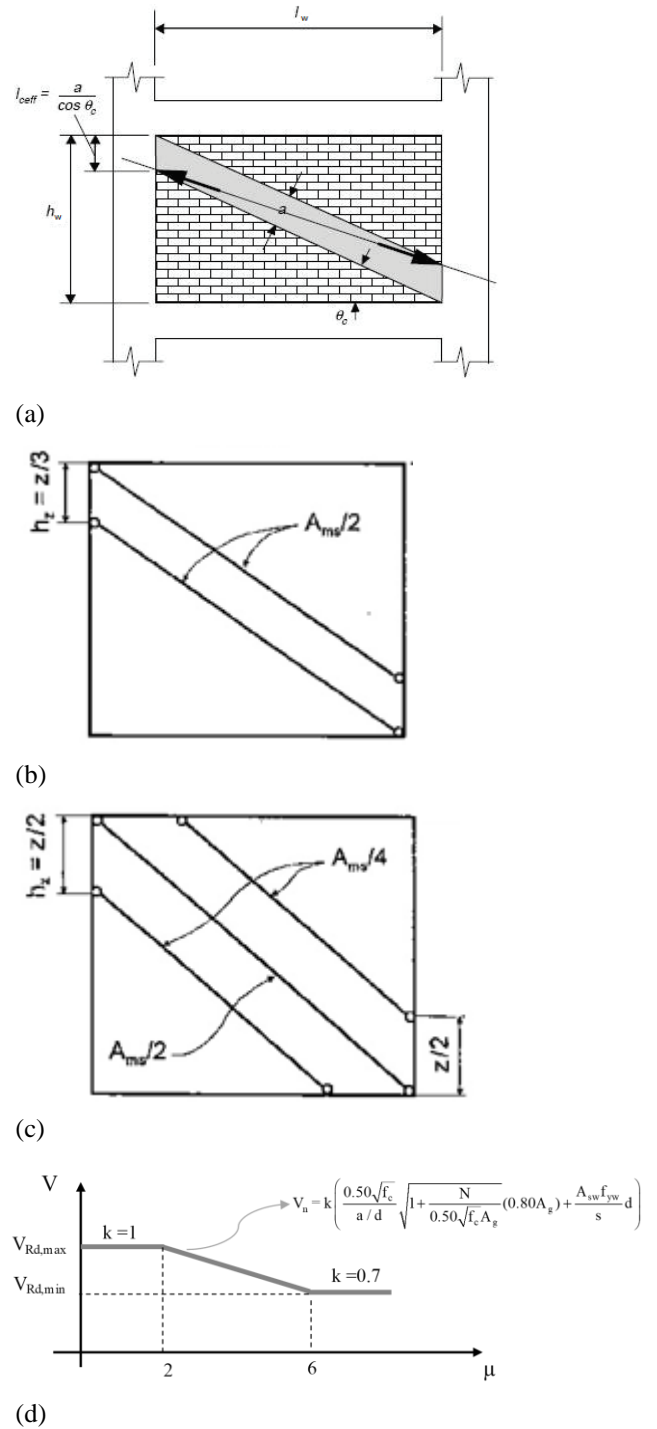 l_w
l_ceff = a / cos θ_c
a
h_w
θ_c
(a)
h_z = z/3
A_ms/2
(b)
h_z = z/2
A_ms/4
A_ms/2
z/2
(c)
V
V_n = k ( 0.50√f_c / a/d √1 + N / 0.50√f_c A_g (0.80A_g) + A_sw f_yw / s d )
V_Rd,max
k =1
V_Rd,min
k =0.7
2
6
μ
(d)